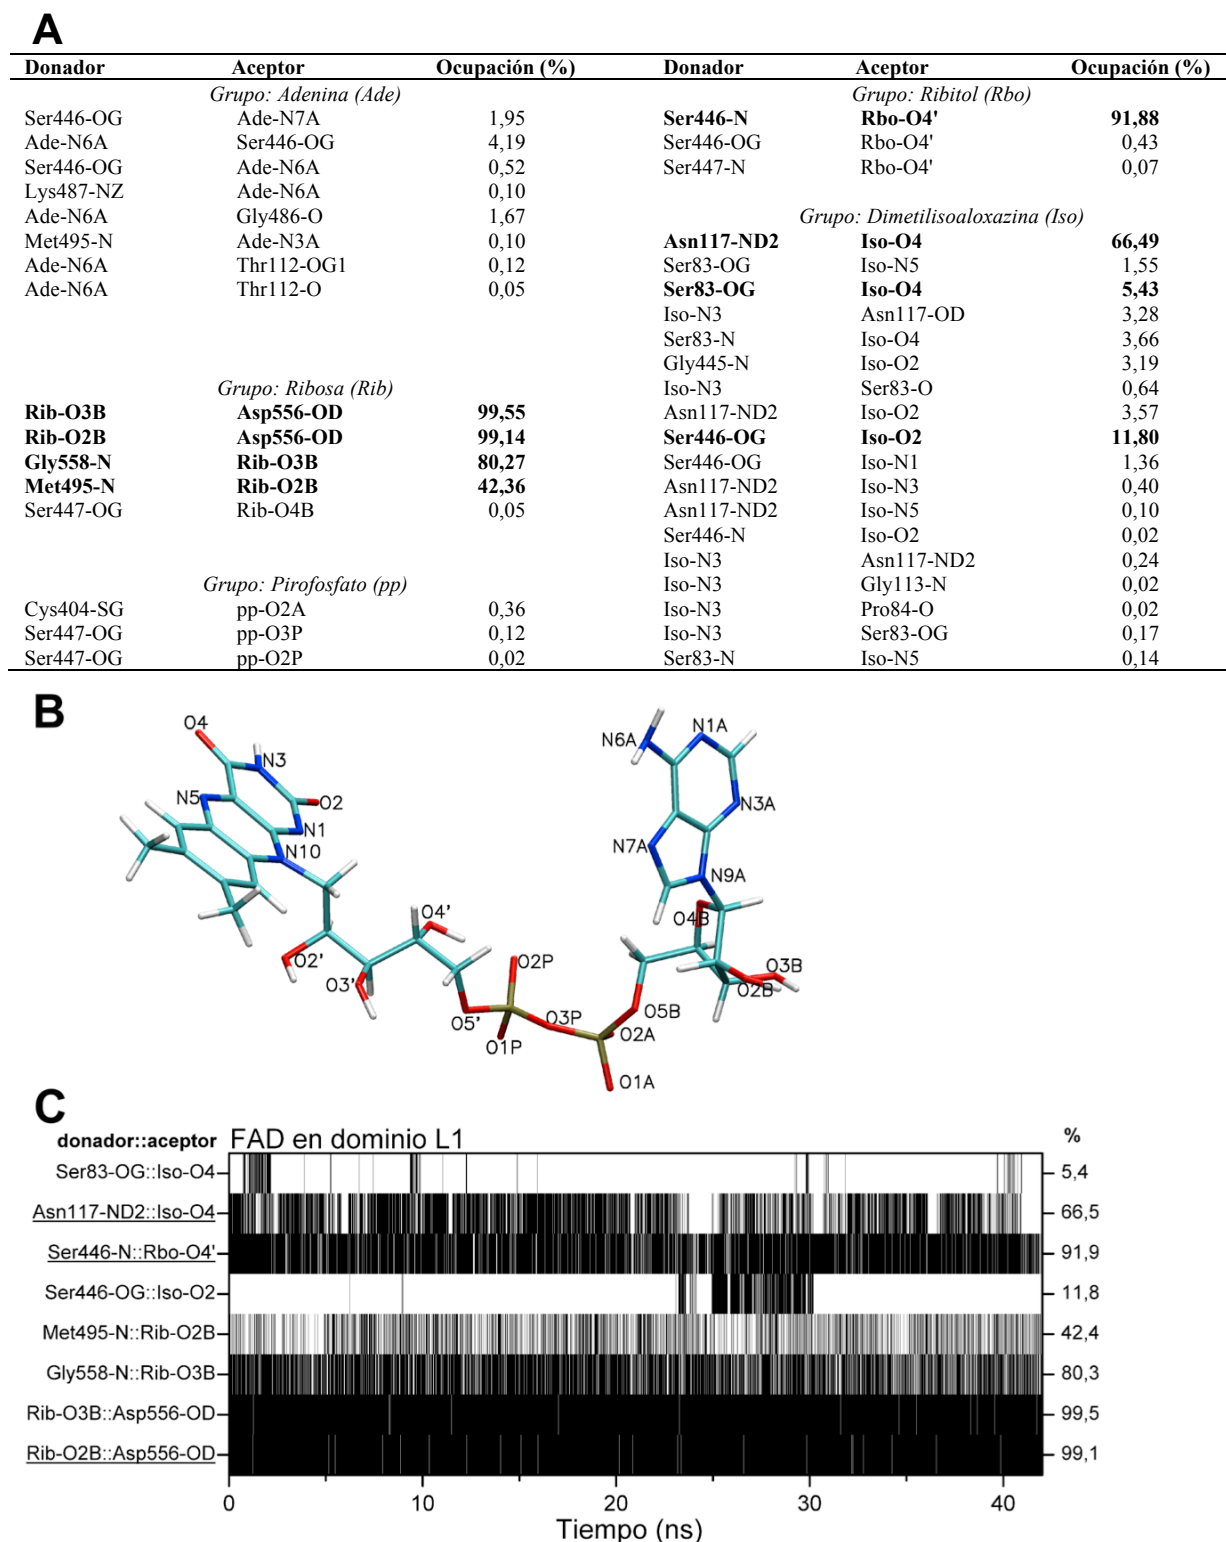 A
Donador Aceptor Ocupación (%) Donador Aceptor Ocupación (%)
Grupo: Adenina (Ade) Grupo: Ribitol (Rbo)
Ser446-OG Ade-N7A 1,95 Ser446-N Rbo-O4' 91,88
Ade-N6A Ser446-OG 4,19 Ser446-OG Rbo-O4' 0,43
Ser446-OG Ade-N6A 0,52 Ser447-N Rbo-O4' 0,07
Lys487-NZ Ade-N6A 0,10
Ade-N6A Gly486-O 1,67 Grupo: Dimetilisoaloxazina (Iso)
Met495-N Ade-N3A 0,10 Asn117-ND2 Iso-O4 66,49
Ade-N6A Thr112-OG1 0,12 Ser83-OG Iso-N5 1,55
Ade-N6A Thr112-O 0,05 Ser83-OG Iso-O4 5,43
Iso-N3 Asn117-OD 3,28
Ser83-N Iso-O4 3,66
Gly445-N Iso-O2 3,19
Grupo: Ribosa (Rib) Iso-N3 Ser83-O 0,64
Rib-O3B Asp556-OD 99,55 Asn117-ND2 Iso-O2 3,57
Rib-O2B Asp556-OD 99,14 Ser446-OG Iso-O2 11,80
Gly558-N Rib-O3B 80,27 Ser446-OG Iso-N1 1,36
Met495-N Rib-O2B 42,36 Asn117-ND2 Iso-N3 0,40
Ser447-OG Rib-O4B 0,05 Asn117-ND2 Iso-N5 0,10
Ser446-N Iso-O2 0,02
Iso-N3 Asn117-ND2 0,24
Grupo: Pirofosfato (pp) Iso-N3 Gly113-N 0,02
Cys404-SG pp-O2A 0,36 Iso-N3 Pro84-O 0,02
Ser447-OG pp-O3P 0,12 Iso-N3 Ser83-OG 0,17
Ser447-OG pp-O2P 0,02 Ser83-N Iso-N5 0,14
B
O4 N6A N1A
N3
N5 O2 N3A
N1
N10 N7A
N9A
O4' O4B
O2' O2P O3B
O3' O2B
O5' O3P O5B
O1P O2A
O1A
C
donador::aceptor FAD en dominio L1 %
Ser83-OG::Iso-O4 5,4
Asn117-ND2::Iso-O4 66,5
Ser446-N::Rbo-O4' 91,9
Ser446-OG::Iso-O2 11,8
Met495-N::Rib-O2B 42,4
Gly558-N::Rib-O3B 80,3
Rib-O3B::Asp556-OD 99,5
Rib-O2B::Asp556-OD 99,1
0 10 20 30 40
Tiempo (ns)